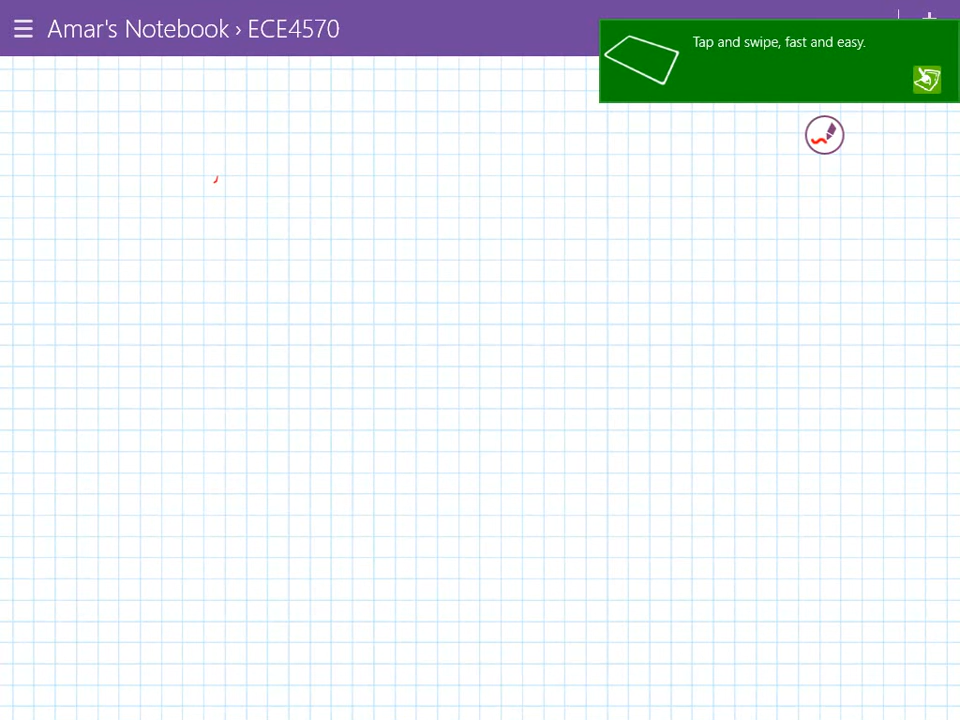 Amar's Notebook › ECE4570
Tap and swipe, fast and easy.